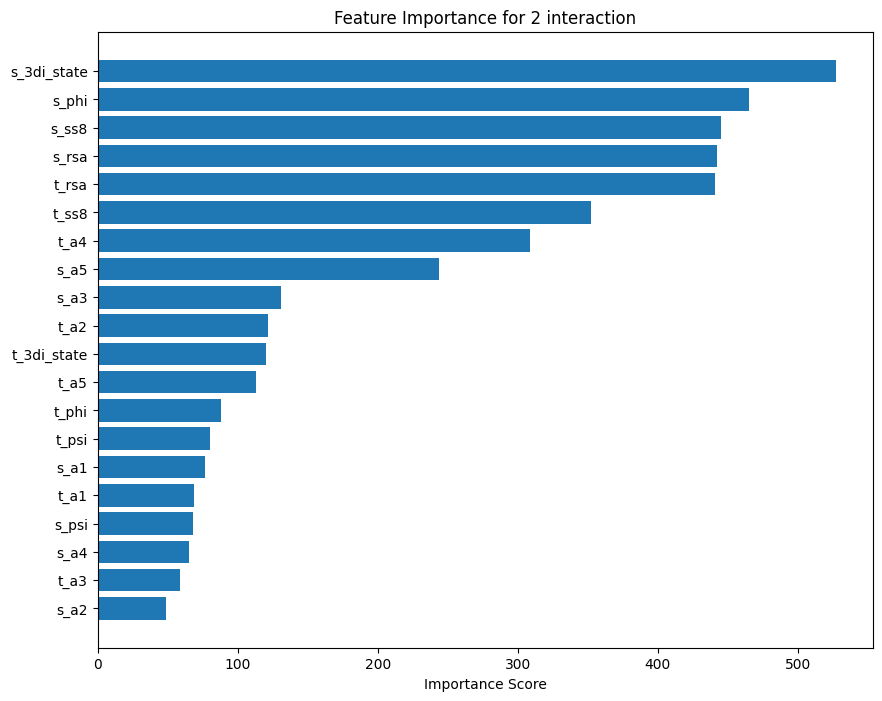 Feature Importance for 2 interaction
s_3di_state
s_phi
s_ss8
s_rsa
t_rsa
t_ss8
t_a4
s_a5
s_a3
t_a2
t_3di_state
t_a5
t_phi
t_psi
s_a1
t_a1
s_psi
s_a4
t_a3
s_a2
0 100 200 300 400 500
Importance Score